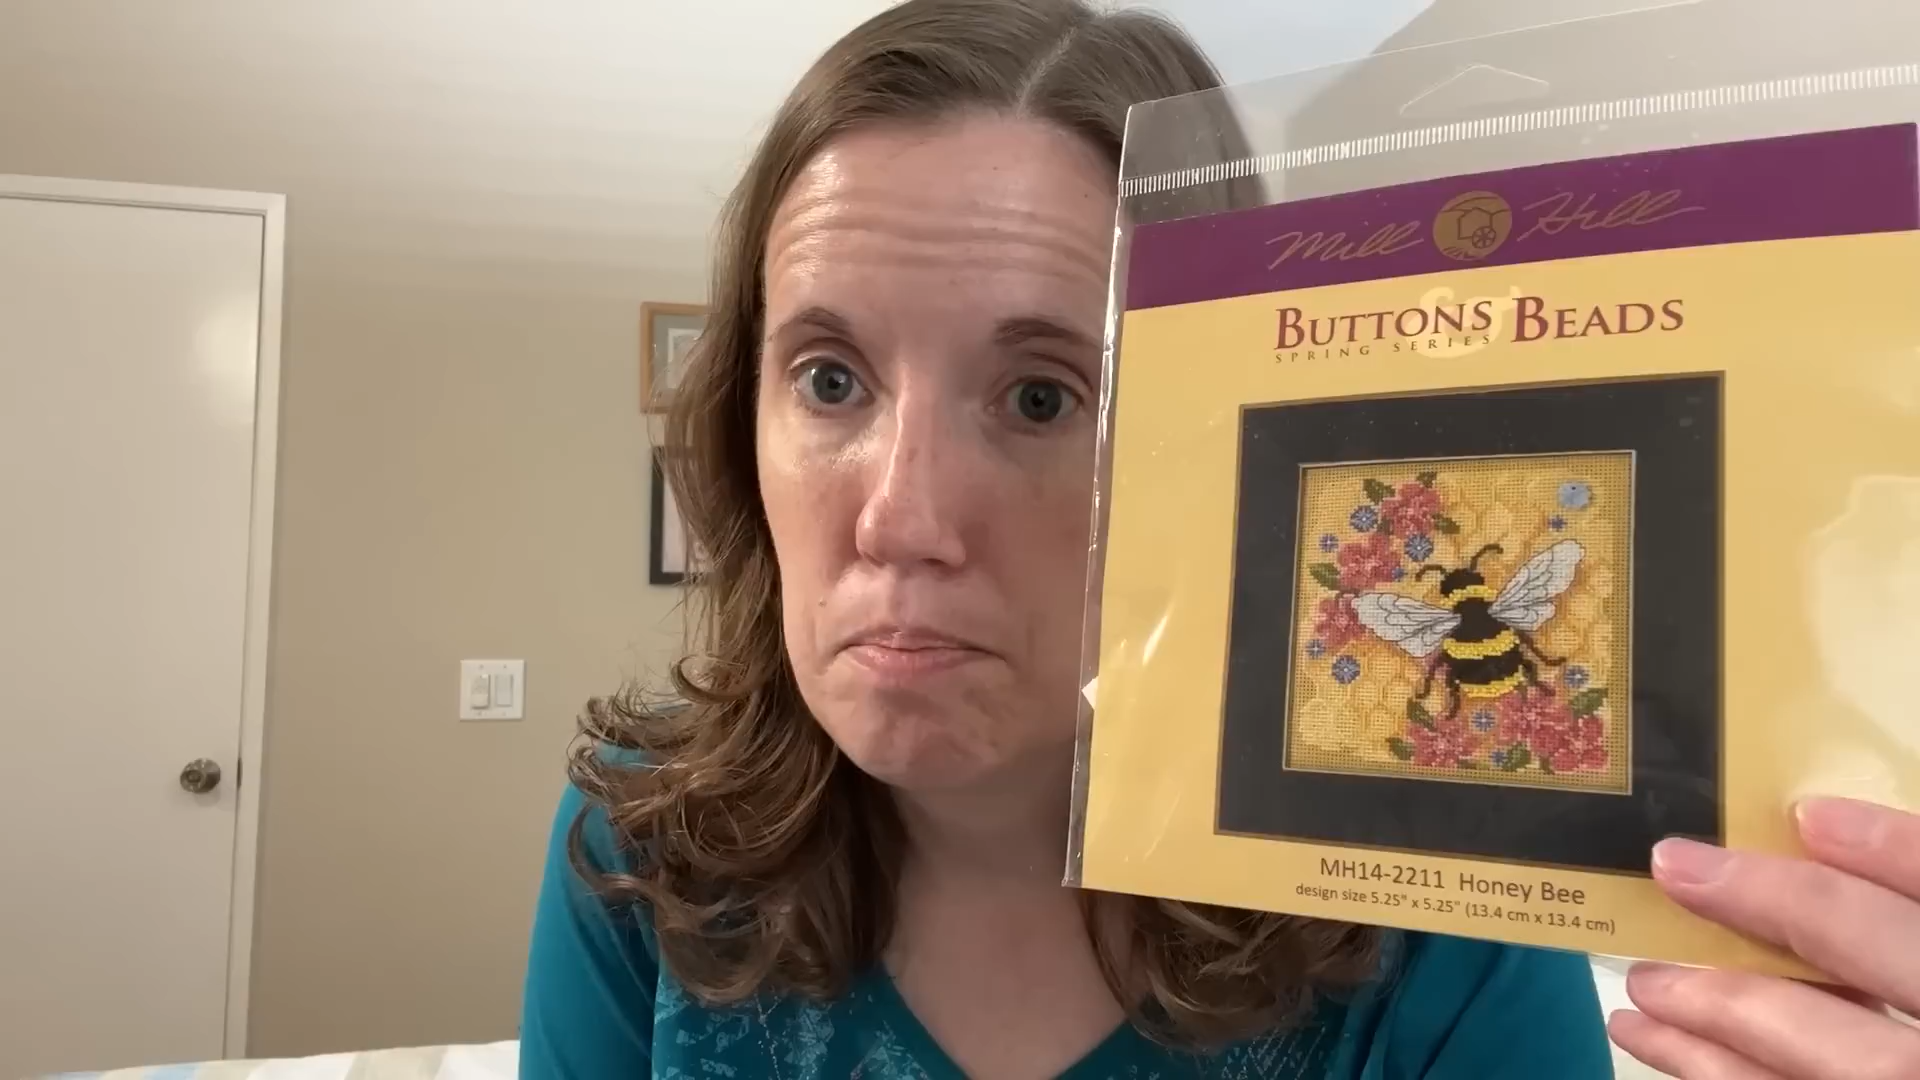 Mill Hill
BUTTONS & BEADS
SPRING SERIES
MH14-2211 Honey Bee
design size 5.25" x 5.25" (13.4 cm x 13.4 cm)